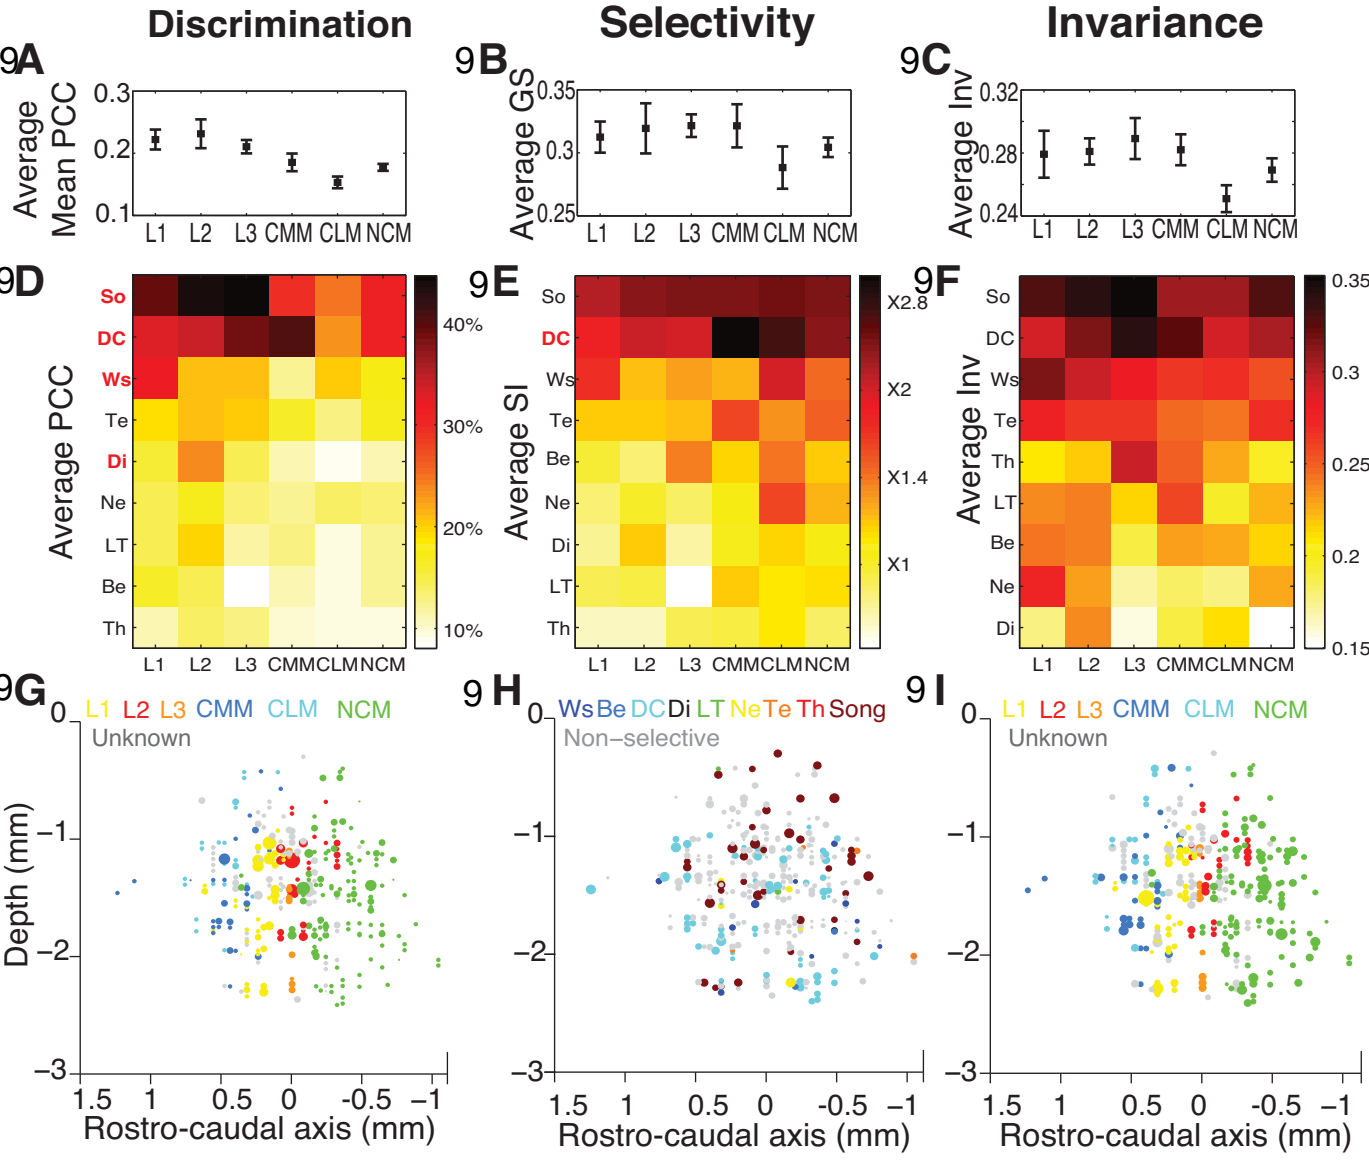 Discrimination Selectivity Invariance
9A 9B 9C
Average Mean PCC
0.3
0.2
0.1
L1 L2 L3 CMM CLM NCM
Average GS
0.35
0.3
0.25
L1 L2 L3 CMM CLM NCM
Average Inv
0.32
0.28
0.24
L1 L2 L3 CMM CLM NCM
9D
Average PCC
So
DC
Ws
Te
Di
Ne
LT
Be
Th
L1 L2 L3 CMM CLM NCM
40%
30%
20%
10%
9E
Average SI
So
DC
Ws
Te
Be
Ne
Di
LT
Th
L1 L2 L3 CMM CLM NCM
X2.8
X2
X1.4
X1
9F
Average Inv
So
DC
Ws
Te
Th
LT
Be
Ne
Di
L1 L2 L3 CMM CLM NCM
0.35
0.3
0.25
0.2
0.15
9G
L1 L2 L3 CMM CLM NCM
Unknown
Depth (mm)
0
−1
−2
−3
1.5 1 0.5 0 -0.5 −1
Rostro-caudal axis (mm)
9H
Ws Be DC Di LT Ne Te Th Song
Non−selective
0
−1
−2
−3
1.5 1 0.5 0 -0.5 −1
Rostro-caudal axis (mm)
9I
L1 L2 L3 CMM CLM NCM
Unknown
0
−1
−2
−3
1.5 1 0.5 0 -0.5 −1
Rostro-caudal axis (mm)